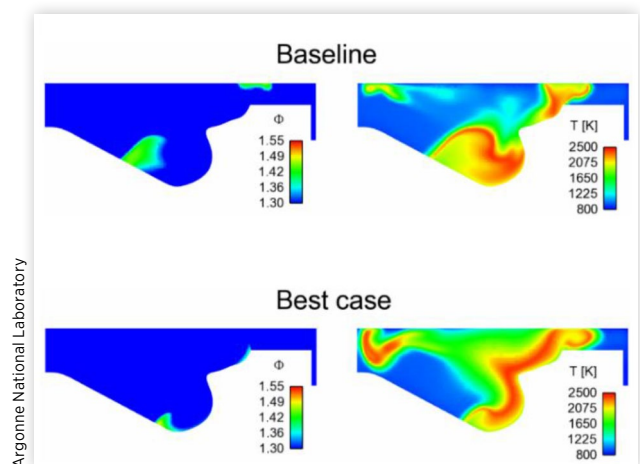 Baseline
Φ
1.55
1.49
1.42
1.36
1.30
T [K]
2500
2075
1650
1225
800
Best case
Φ
1.55
1.49
1.42
1.36
1.30
T [K]
2500
2075
1650
1225
800
Argonne National Laboratory